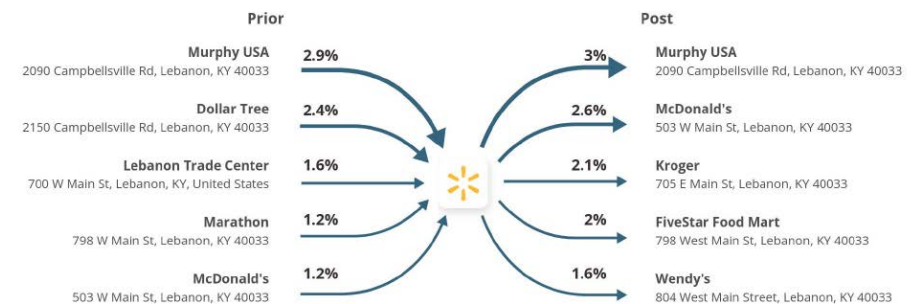 Prior
Post
Murphy USA
2090 Campbellsville Rd, Lebanon, KY 40033
2.9%
3%
Murphy USA
2090 Campbellsville Rd, Lebanon, KY 40033
Dollar Tree
2150 Campbellsville Rd, Lebanon, KY 40033
2.4%
2.6%
McDonald's
503 W Main St, Lebanon, KY 40033
Lebanon Trade Center
700 W Main St, Lebanon, KY, United States
1.6%
2.1%
Kroger
705 E Main St, Lebanon, KY 40033
Marathon
798 W Main St, Lebanon, KY 40033
1.2%
2%
FiveStar Food Mart
798 West Main St, Lebanon, KY 40033
McDonald's
503 W Main St, Lebanon, KY 40033
1.2%
1.6%
Wendy's
804 West Main Street, Lebanon, KY 40033